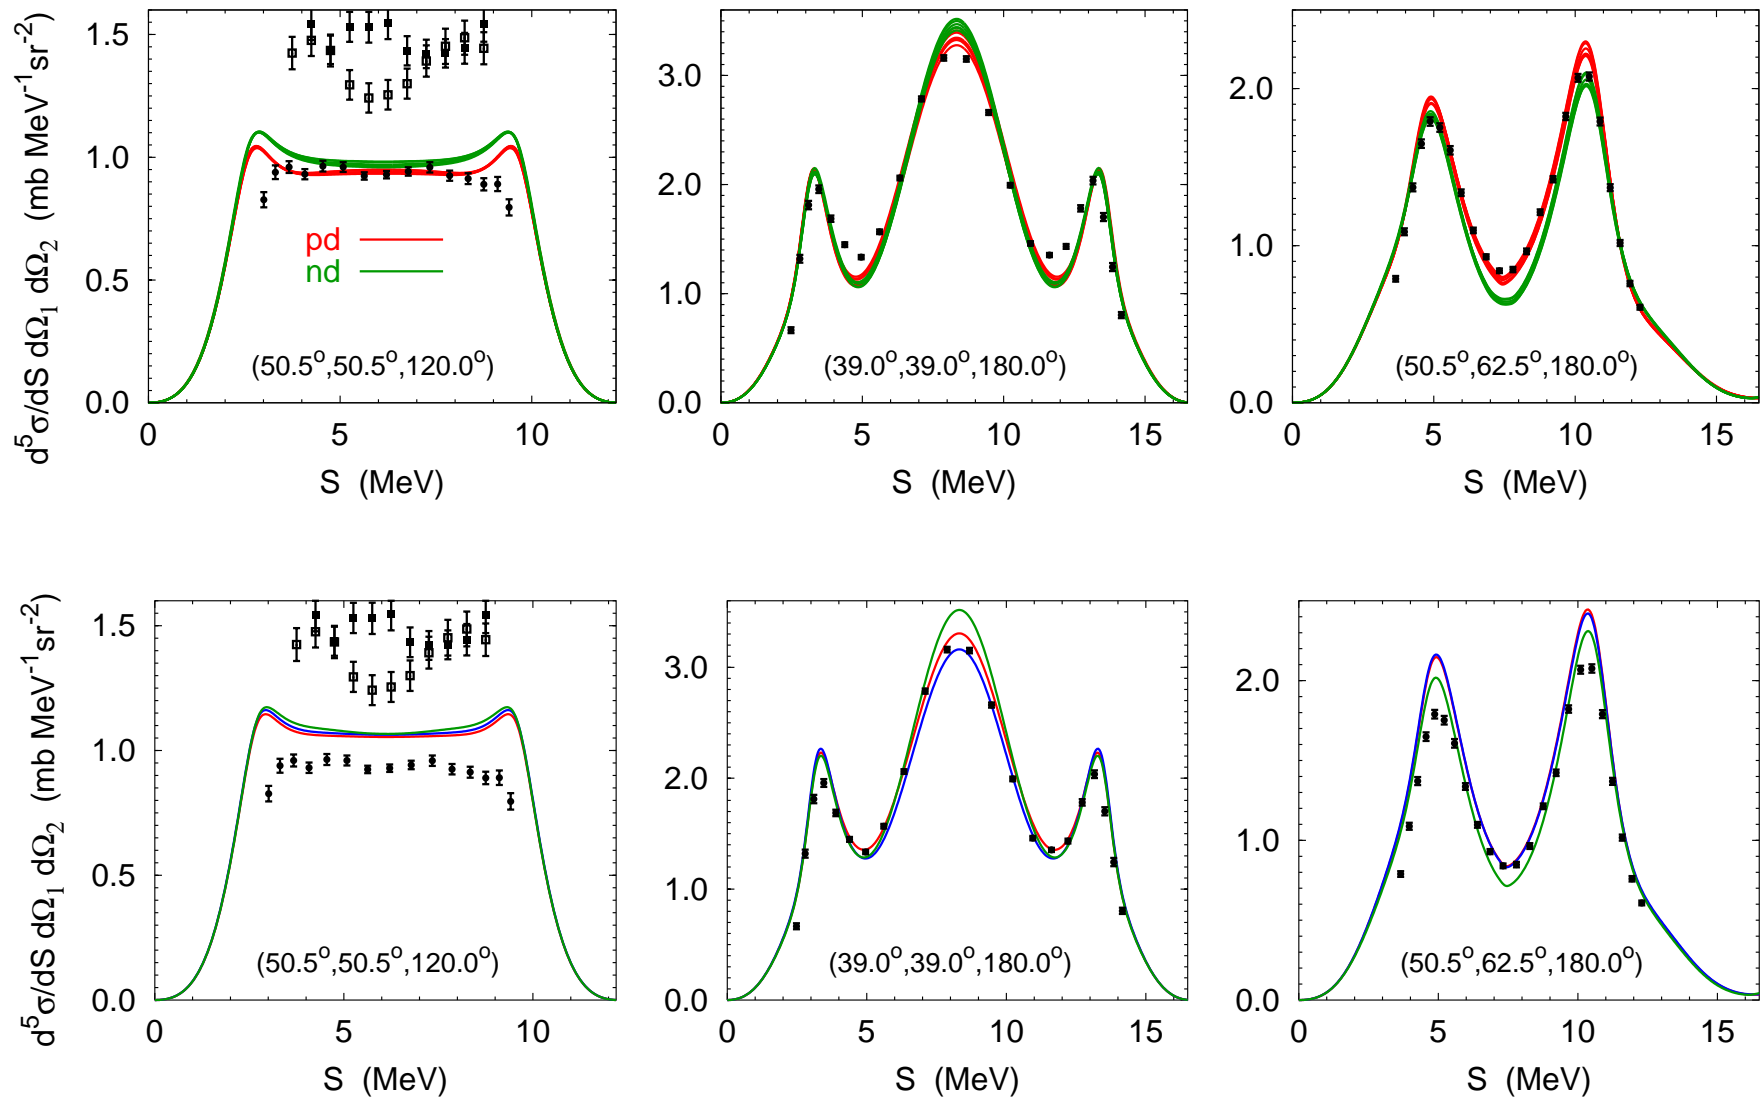 d⁵σ/dS dΩ₁ dΩ₂ (mb MeV⁻¹sr⁻²)
1.5
1.0
0.5
0.0
pd
nd
(50.5°,50.5°,120.0°)
0 5 10
S (MeV)
3.0
2.0
1.0
0.0
(39.0°,39.0°,180.0°)
0 5 10 15
S (MeV)
2.0
1.0
0.0
(50.5°,62.5°,180.0°)
0 5 10 15
S (MeV)
d⁵σ/dS dΩ₁ dΩ₂ (mb MeV⁻¹sr⁻²)
1.5
1.0
0.5
0.0
(50.5°,50.5°,120.0°)
0 5 10
S (MeV)
3.0
2.0
1.0
0.0
(39.0°,39.0°,180.0°)
0 5 10 15
S (MeV)
2.0
1.0
0.0
(50.5°,62.5°,180.0°)
0 5 10 15
S (MeV)